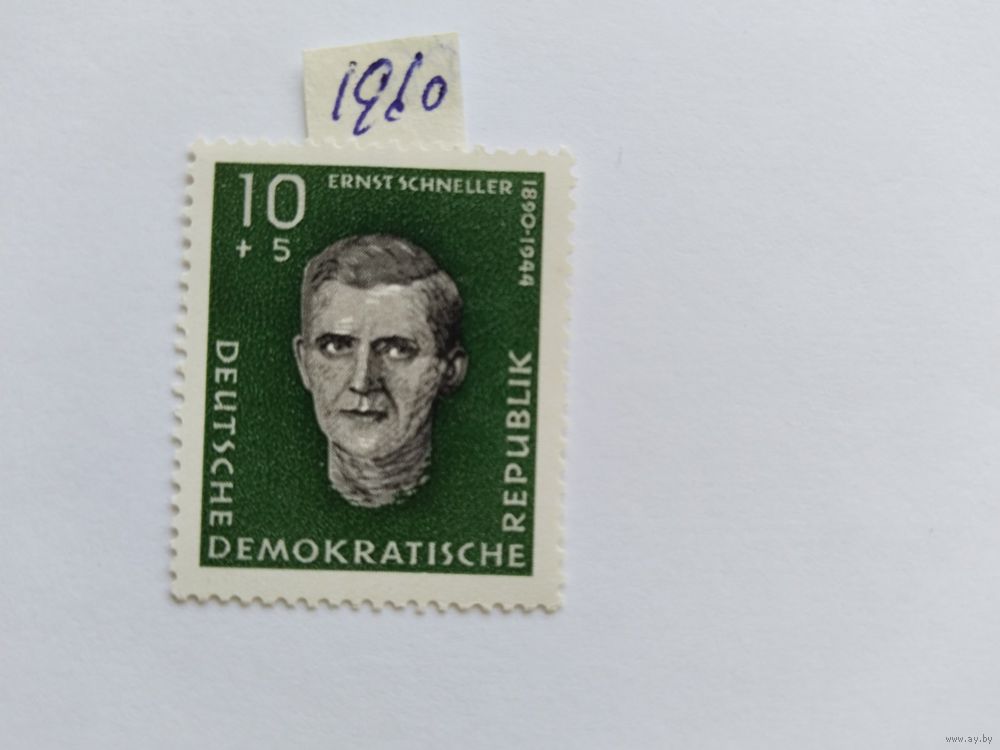 1960
10 ERNST SCHNELLER
+ 5
1890-1944
DEUTSCHE
DEMOKRATISCHE
REPUBLIK
www.ay.by